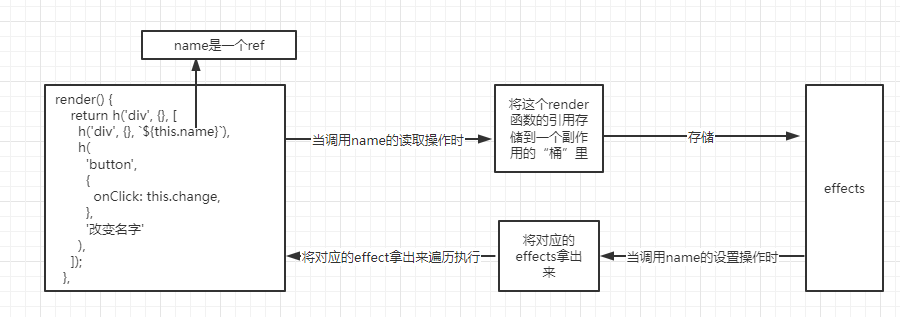 name是一个ref
render() {
return h('div', {}, [
h('div', {}, `${this.name}`),
h(
'button',
{
onClick: this.change,
},
'改变名字'
),
]);
},
当调用name的读取操作时
将这个render
函数的引用存
储到一个副作
用的“桶”里
存储
effects
当调用name的设置操作时
将对应的
effects拿出
来
将对应的effect拿出来遍历执行